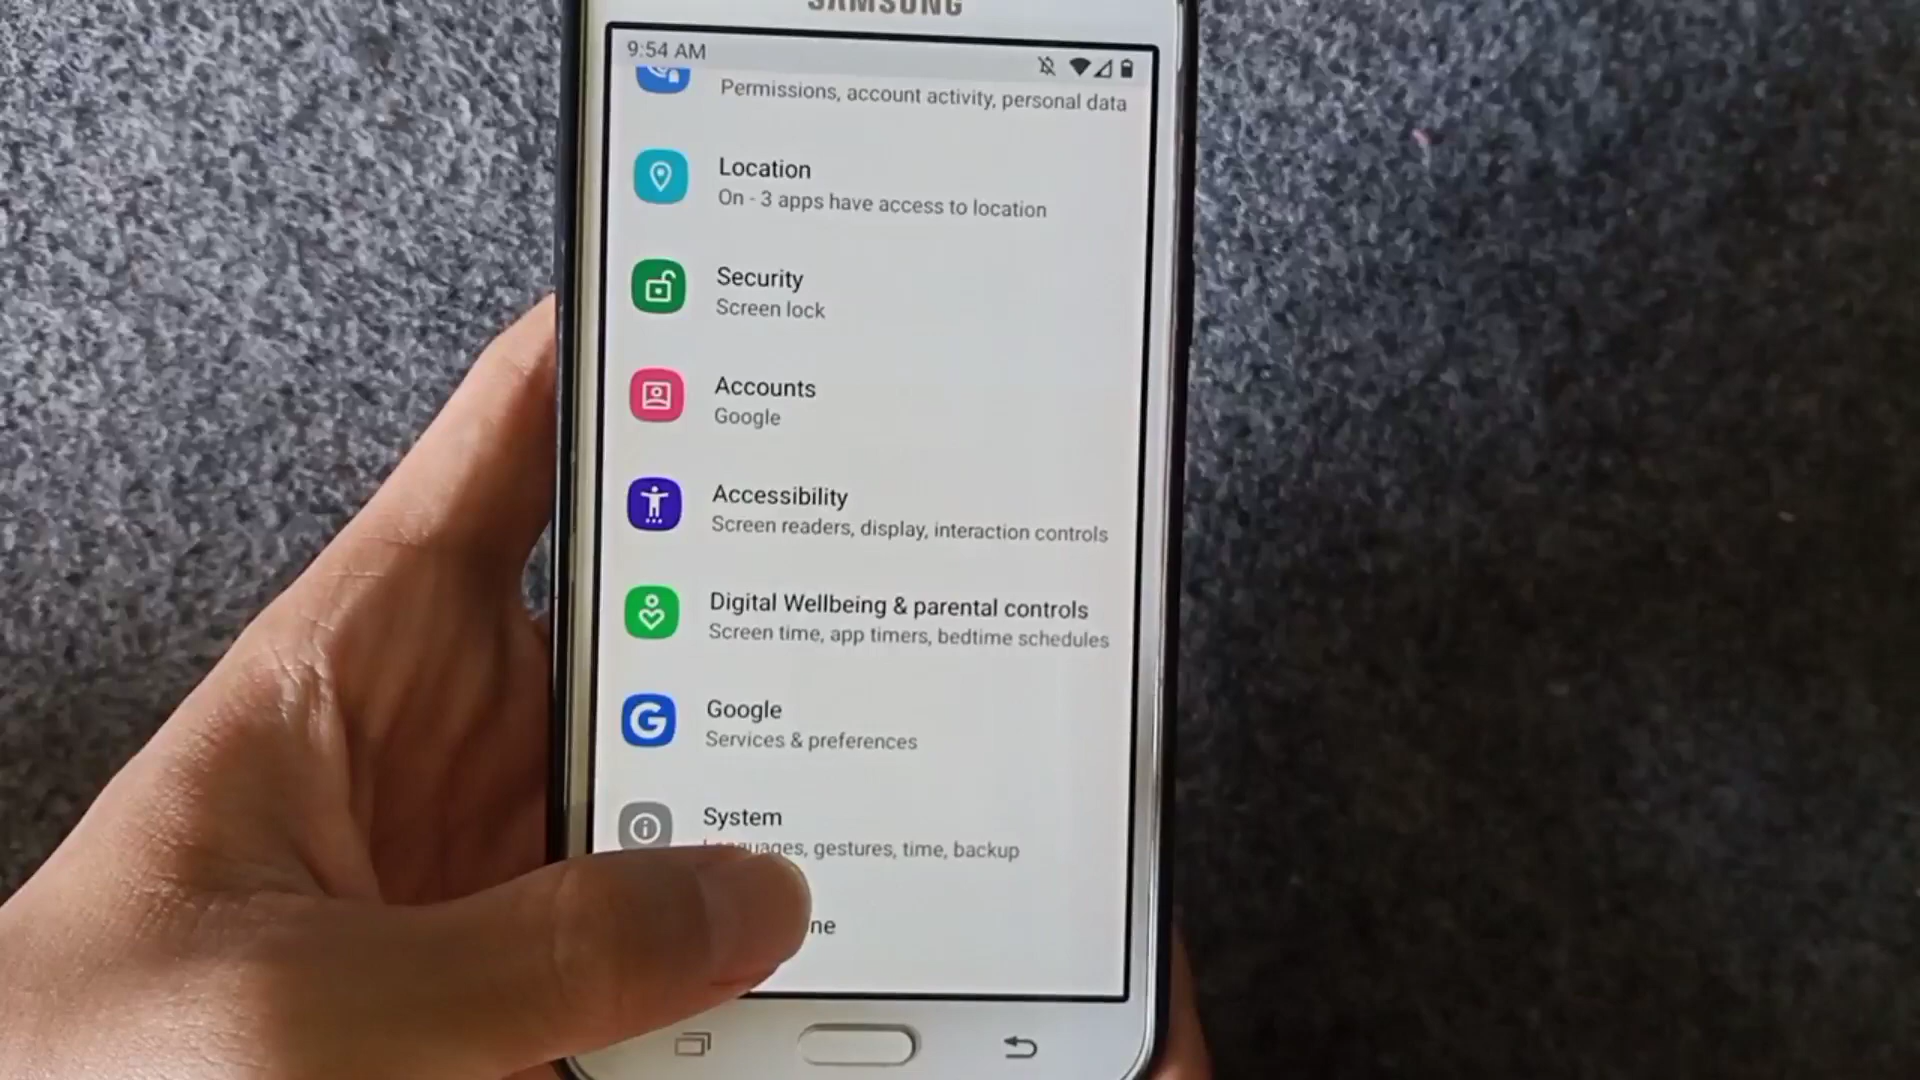 SAMSUNG
9:54 AM
Permissions, account activity, personal data
Location
On - 3 apps have access to location
Security
Screen lock
Accounts
Google
Accessibility
Screen readers, display, interaction controls
Digital Wellbeing & parental controls
Screen time, app timers, bedtime schedules
G
Google
Services & preferences
System
gestures, time, backup